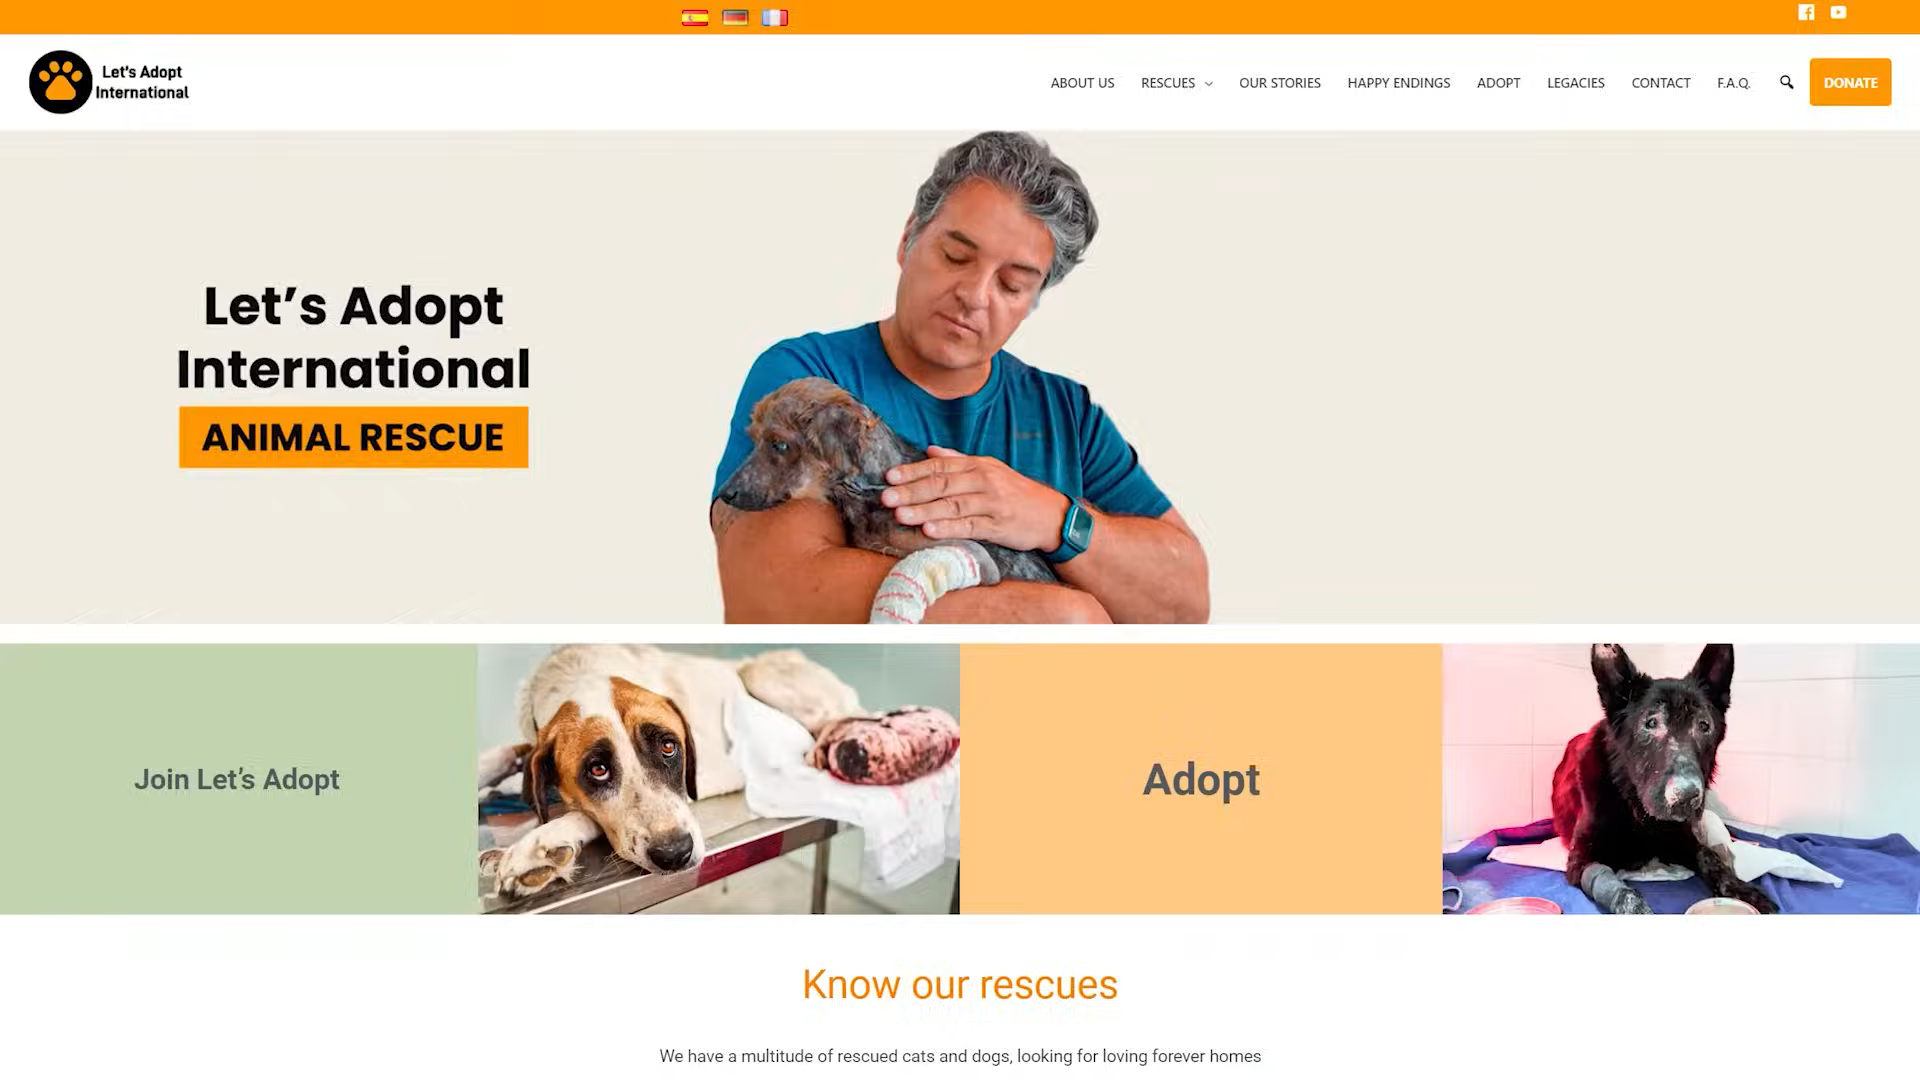 Let's Adopt
International
ABOUT US
RESCUES
OUR STORIES
HAPPY ENDINGS
ADOPT
LEGACIES
CONTACT
F.A.Q.
DONATE
Let’s Adopt
International
ANIMAL RESCUE
Join Let’s Adopt
Adopt
Know our rescues
We have a multitude of rescued cats and dogs, looking for loving forever homes